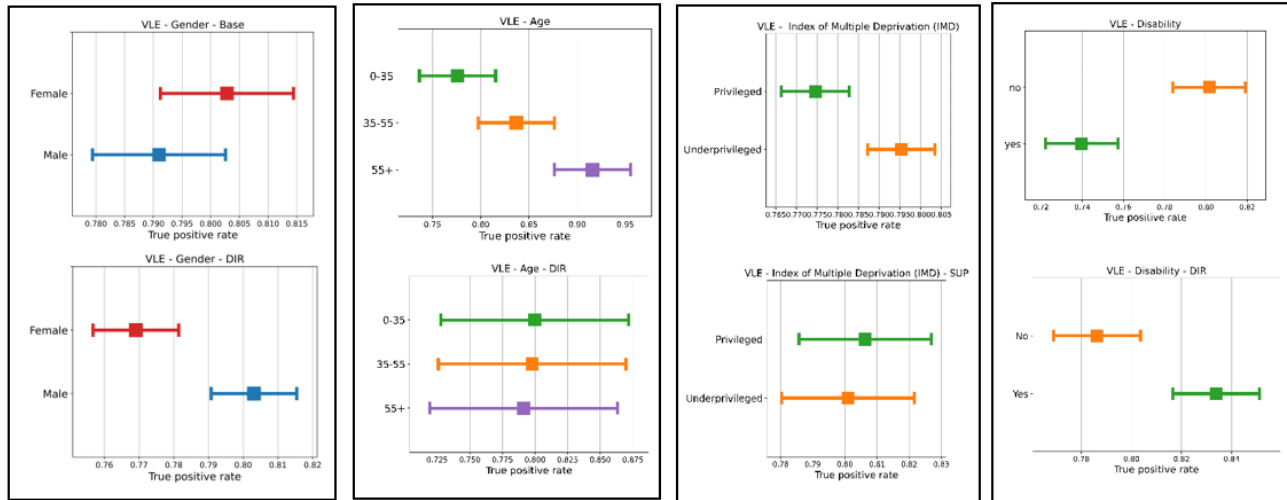 VLE - Gender - Base
Female
Male
0.780 0.785 0.790 0.795 0.800 0.805 0.810 0.815
True positive rate
VLE - Gender - DIR
Female
Male
0.76 0.77 0.78 0.79 0.80 0.81 0.82
True positive rate
VLE - Age
0-35
35-55
55+
0.75 0.80 0.90 0.95
True positive rate
VLE - Age - DIR
0-35
35-55
55+
0.725 0.750 0.775 0.800 0.825 0.850 0.675
True positive rate
VLE - Index of Multiple Deprivation (IMD)
Privileged
Underprivileged
0.7650.7700.7750.7800.7850.7900.7950.8000.805
True positive rate
VLE - Index of Multiple Deprivation (IMD) - SUP
Privileged
Underprivileged
0.78 0.79 0.80 0.81 0.82 0.83
True positive rate
VLE - Disability
no
yes
0.72 0.74 0.76 0.78 0.80 0.62
True positive rate
VLE - Disability - DIR
No
Yes
0.78 0.80 0.82 0.84
True positive rate